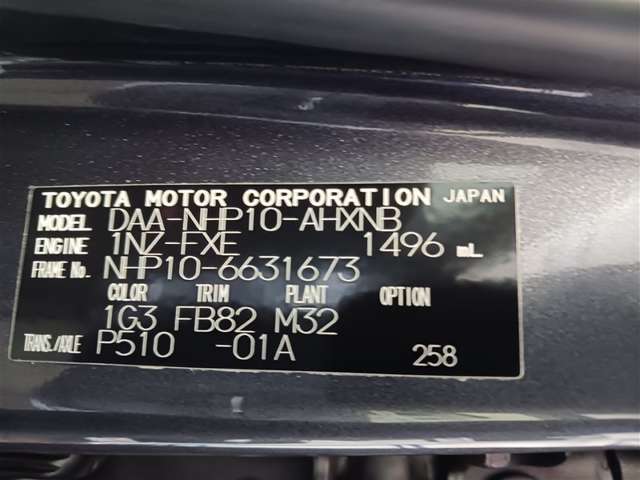 TOYOTA MOTOR CORPORATION JAPAN
MODEL DAA-NHP10-AHXNB
ENGINE 1NZ-FXE 1496 mL
FRAME No. NHP10-6631673
COLOR TRIM PLANT OPTION
1G3 FB82 M32
TRANS./AXLE P510 -01A 258